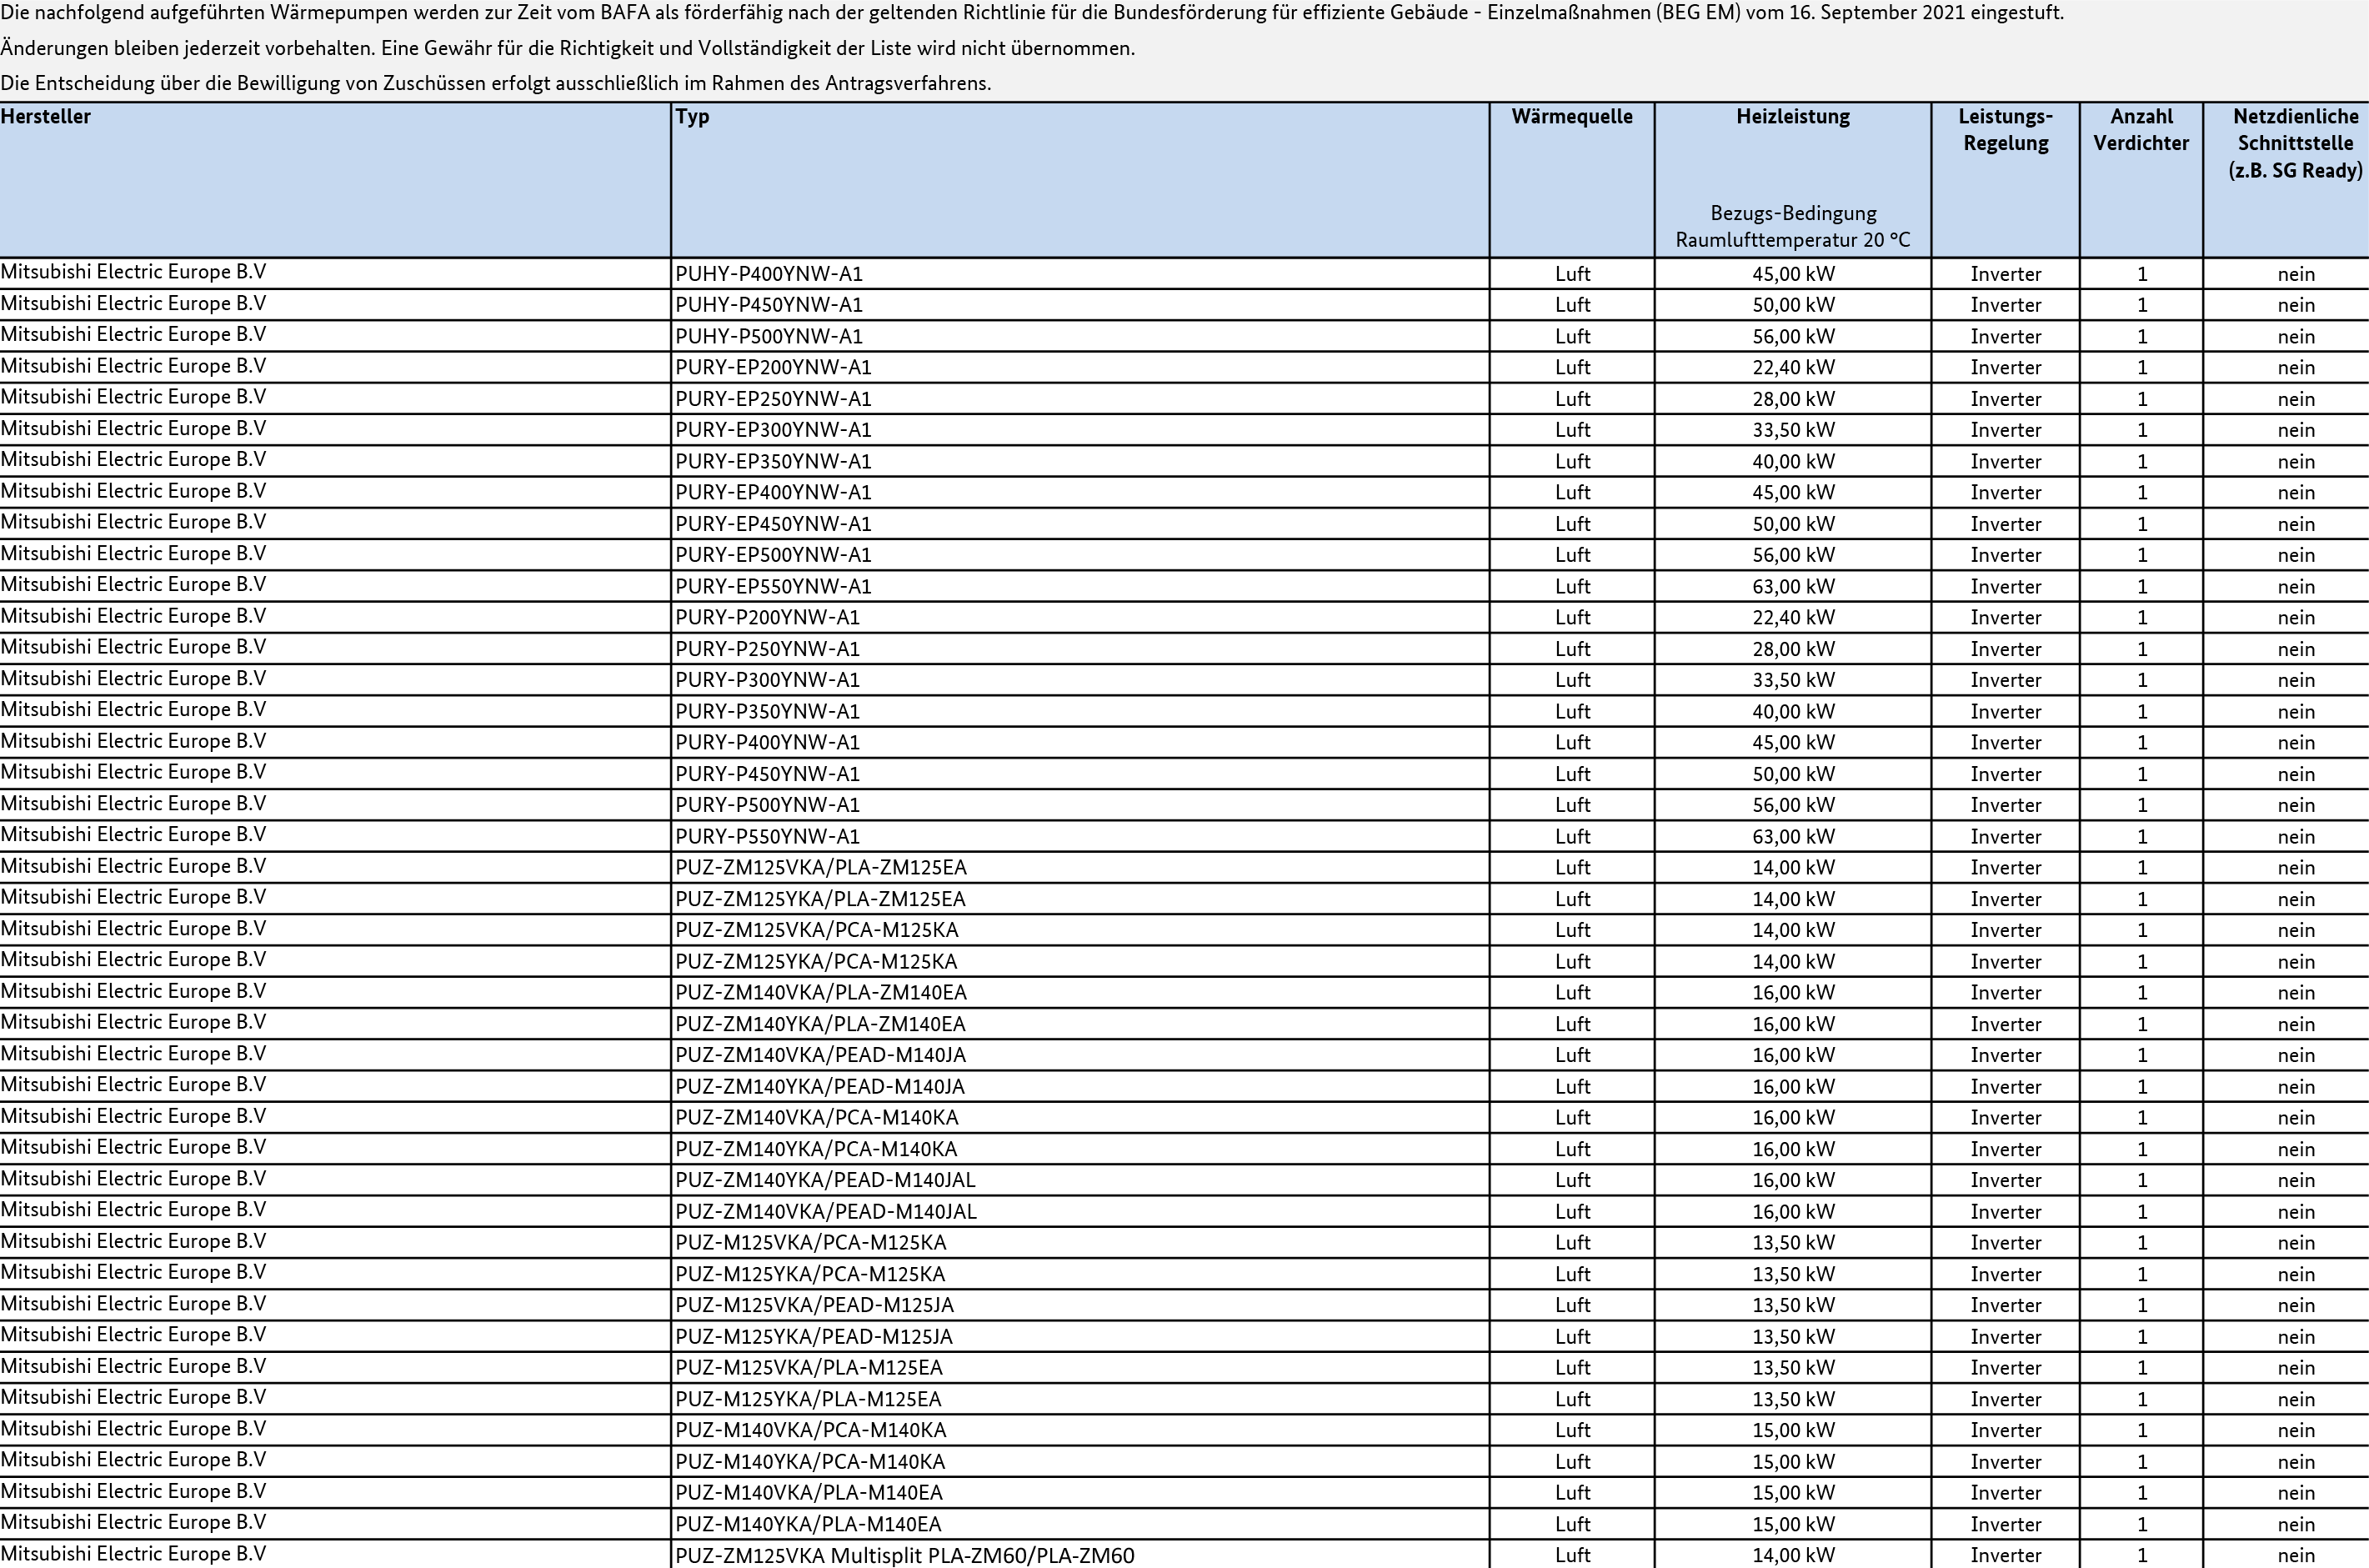 Die nachfolgend aufgeführten Wärmepumpen werden zur Zeit vom BAFA als förderfähig nach der geltenden Richtlinie für die Bundesförderung für effiziente Gebäude - Einzelmaßnahmen (BEG EM) vom 16. September 2021 eingestuft.
Änderungen bleiben jederzeit vorbehalten. Eine Gewähr für die Richtigkeit und Vollständigkeit der Liste wird nicht übernommen.
Die Entscheidung über die Bewilligung von Zuschüssen erfolgt ausschließlich im Rahmen des Antragsverfahrens.
Hersteller Typ Wärmequelle Heizleistung Leistungs- Anzahl Netzdienliche
Regelung Verdichter Schnittstelle
(z.B. SG Ready)
Bezugs-Bedingung
Raumlufttemperatur 20 °C
Mitsubishi Electric Europe B.V PUHY-P400YNW-A1 Luft 45,00 kW Inverter 1 nein
Mitsubishi Electric Europe B.V PUHY-P450YNW-A1 Luft 50,00 kW Inverter 1 nein
Mitsubishi Electric Europe B.V PUHY-P500YNW-A1 Luft 56,00 kW Inverter 1 nein
Mitsubishi Electric Europe B.V PURY-EP200YNW-A1 Luft 22,40 kW Inverter 1 nein
Mitsubishi Electric Europe B.V PURY-EP250YNW-A1 Luft 28,00 kW Inverter 1 nein
Mitsubishi Electric Europe B.V PURY-EP300YNW-A1 Luft 33,50 kW Inverter 1 nein
Mitsubishi Electric Europe B.V PURY-EP350YNW-A1 Luft 40,00 kW Inverter 1 nein
Mitsubishi Electric Europe B.V PURY-EP400YNW-A1 Luft 45,00 kW Inverter 1 nein
Mitsubishi Electric Europe B.V PURY-EP450YNW-A1 Luft 50,00 kW Inverter 1 nein
Mitsubishi Electric Europe B.V PURY-EP500YNW-A1 Luft 56,00 kW Inverter 1 nein
Mitsubishi Electric Europe B.V PURY-EP550YNW-A1 Luft 63,00 kW Inverter 1 nein
Mitsubishi Electric Europe B.V PURY-P200YNW-A1 Luft 22,40 kW Inverter 1 nein
Mitsubishi Electric Europe B.V PURY-P250YNW-A1 Luft 28,00 kW Inverter 1 nein
Mitsubishi Electric Europe B.V PURY-P300YNW-A1 Luft 33,50 kW Inverter 1 nein
Mitsubishi Electric Europe B.V PURY-P350YNW-A1 Luft 40,00 kW Inverter 1 nein
Mitsubishi Electric Europe B.V PURY-P400YNW-A1 Luft 45,00 kW Inverter 1 nein
Mitsubishi Electric Europe B.V PURY-P450YNW-A1 Luft 50,00 kW Inverter 1 nein
Mitsubishi Electric Europe B.V PURY-P500YNW-A1 Luft 56,00 kW Inverter 1 nein
Mitsubishi Electric Europe B.V PURY-P550YNW-A1 Luft 63,00 kW Inverter 1 nein
Mitsubishi Electric Europe B.V PUZ-ZM125VKA/PLA-ZM125EA Luft 14,00 kW Inverter 1 nein
Mitsubishi Electric Europe B.V PUZ-ZM125YKA/PLA-ZM125EA Luft 14,00 kW Inverter 1 nein
Mitsubishi Electric Europe B.V PUZ-ZM125VKA/PCA-M125KA Luft 14,00 kW Inverter 1 nein
Mitsubishi Electric Europe B.V PUZ-ZM125YKA/PCA-M125KA Luft 14,00 kW Inverter 1 nein
Mitsubishi Electric Europe B.V PUZ-ZM140VKA/PLA-ZM140EA Luft 16,00 kW Inverter 1 nein
Mitsubishi Electric Europe B.V PUZ-ZM140YKA/PLA-ZM140EA Luft 16,00 kW Inverter 1 nein
Mitsubishi Electric Europe B.V PUZ-ZM140VKA/PEAD-M140JA Luft 16,00 kW Inverter 1 nein
Mitsubishi Electric Europe B.V PUZ-ZM140YKA/PEAD-M140JA Luft 16,00 kW Inverter 1 nein
Mitsubishi Electric Europe B.V PUZ-ZM140VKA/PCA-M140KA Luft 16,00 kW Inverter 1 nein
Mitsubishi Electric Europe B.V PUZ-ZM140YKA/PCA-M140KA Luft 16,00 kW Inverter 1 nein
Mitsubishi Electric Europe B.V PUZ-ZM140YKA/PEAD-M140JAL Luft 16,00 kW Inverter 1 nein
Mitsubishi Electric Europe B.V PUZ-ZM140VKA/PEAD-M140JAL Luft 16,00 kW Inverter 1 nein
Mitsubishi Electric Europe B.V PUZ-M125VKA/PCA-M125KA Luft 13,50 kW Inverter 1 nein
Mitsubishi Electric Europe B.V PUZ-M125YKA/PCA-M125KA Luft 13,50 kW Inverter 1 nein
Mitsubishi Electric Europe B.V PUZ-M125VKA/PEAD-M125JA Luft 13,50 kW Inverter 1 nein
Mitsubishi Electric Europe B.V PUZ-M125YKA/PEAD-M125JA Luft 13,50 kW Inverter 1 nein
Mitsubishi Electric Europe B.V PUZ-M125VKA/PLA-M125EA Luft 13,50 kW Inverter 1 nein
Mitsubishi Electric Europe B.V PUZ-M125YKA/PLA-M125EA Luft 13,50 kW Inverter 1 nein
Mitsubishi Electric Europe B.V PUZ-M140VKA/PCA-M140KA Luft 15,00 kW Inverter 1 nein
Mitsubishi Electric Europe B.V PUZ-M140YKA/PCA-M140KA Luft 15,00 kW Inverter 1 nein
Mitsubishi Electric Europe B.V PUZ-M140VKA/PLA-M140EA Luft 15,00 kW Inverter 1 nein
Mitsubishi Electric Europe B.V PUZ-M140YKA/PLA-M140EA Luft 15,00 kW Inverter 1 nein
Mitsubishi Electric Europe B.V PUZ-ZM125VKA Multisplit PLA-ZM60/PLA-ZM60 Luft 14,00 kW Inverter 1 nein